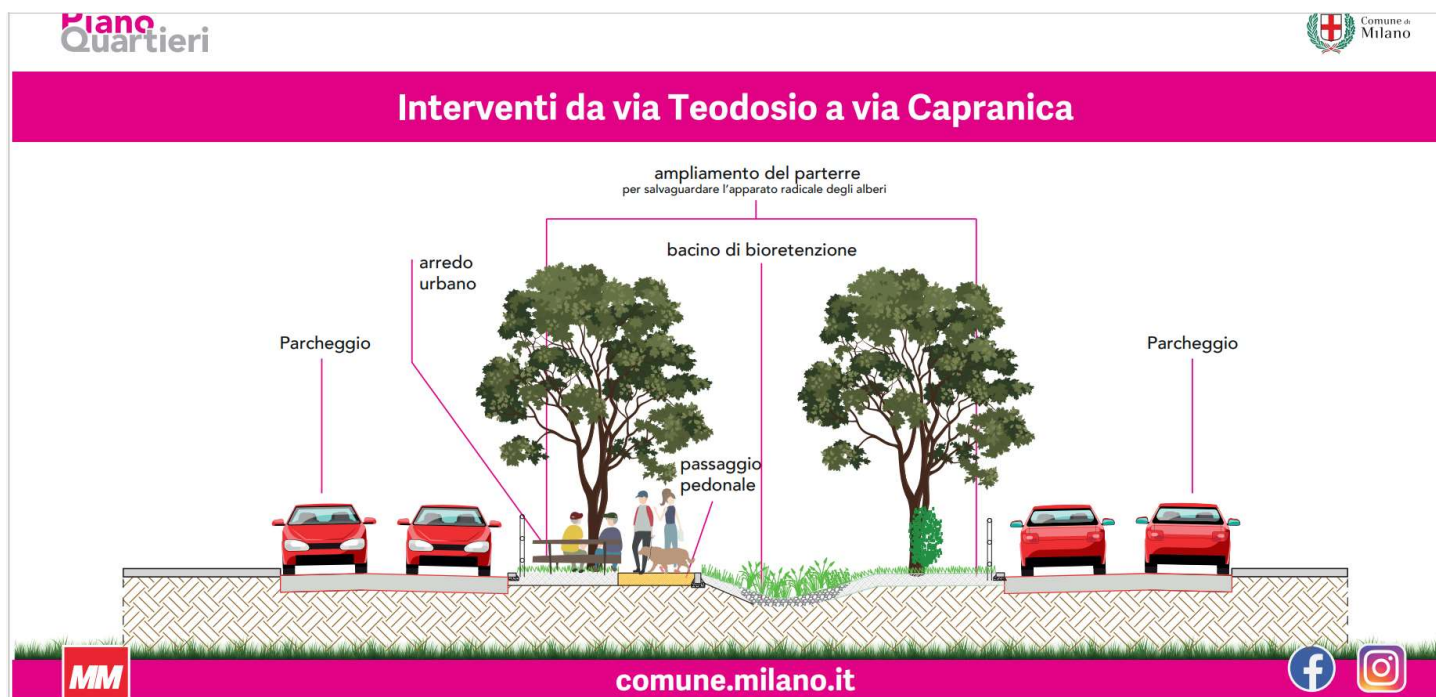 Piano
Quartieri
Comune di
Milano
Interventi da via Teodosio a via Capranica
ampliamento del parterre
per salvaguardare l'apparato radicale degli alberi
bacino di bioretenzione
arredo
urbano
Parcheggio
Parcheggio
passaggio
pedonale
MM
comune.milano.it